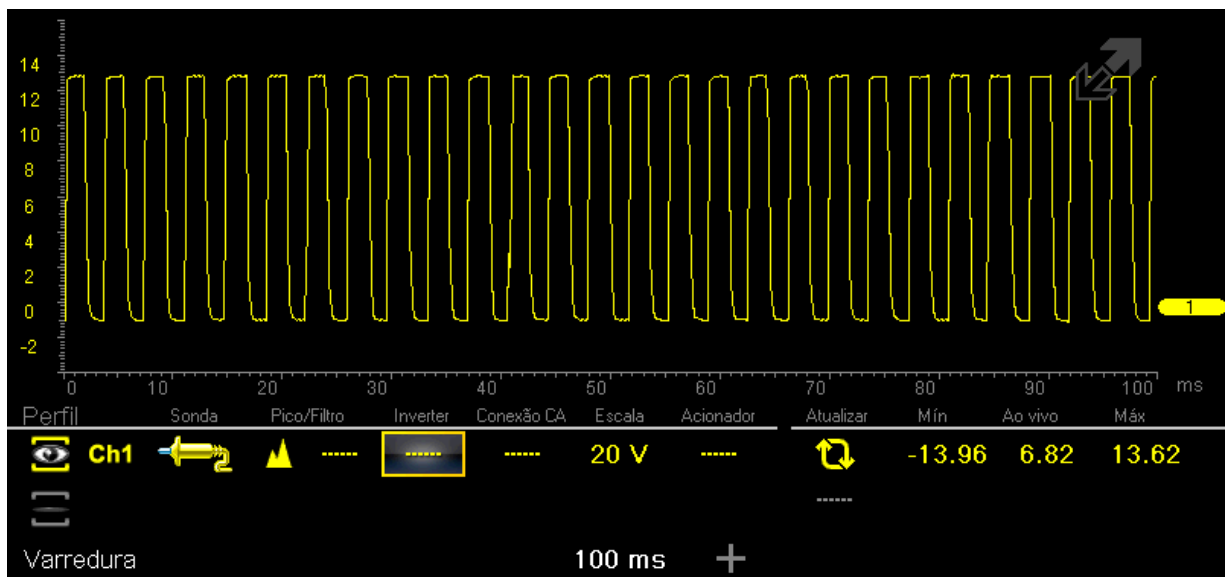 14
12
10
8
6
4
2
0
-2
1
0 10 20 30 40 50 60 70 80 90 100 ms
Perfil Sonda Pico/Filtro Inverter Conexão CA Escala Acionador Atualizar Mín Ao vivo Máx
Ch1 ------ ------ ------ 20 V ------ -13.96 6.82 13.62
------
Varredura 100 ms +